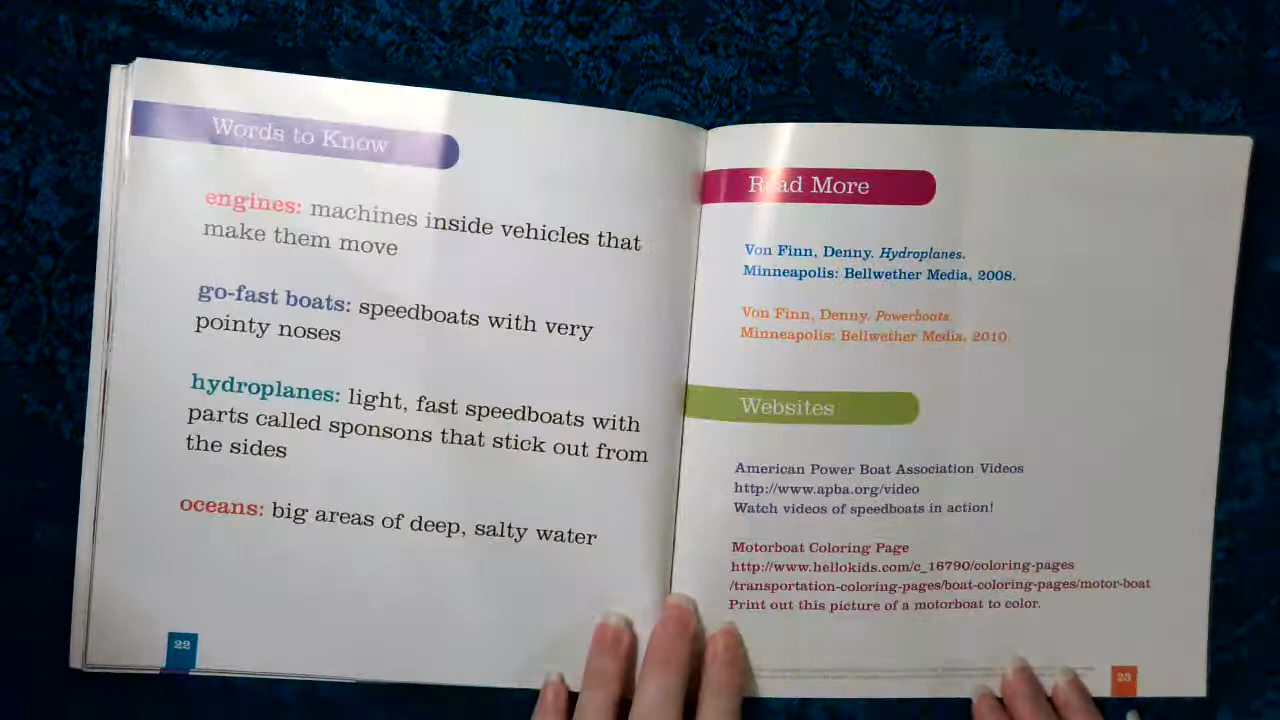 Words to Know
engines: machines inside vehicles that
make them move
go-fast boats: speedboats with very
pointy noses
hydroplanes: light, fast speedboats with
parts called sponsons that stick out from
the sides
oceans: big areas of deep, salty water
22
Read More
Von Finn, Denny. Hydroplanes.
Minneapolis: Bellwether Media, 2008.
Von Finn, Denny. Powerboats.
Minneapolis: Bellwether Media, 2010.
Websites
American Power Boat Association Videos
http://www.apba.org/video
Watch videos of speedboats in action!
Motorboat Coloring Page
http://www.hellokids.com/c_16790/coloring-pages
/transportation-coloring-pages/boat-coloring-pages/motor-boat
Print out this picture of a motorboat to color.
23